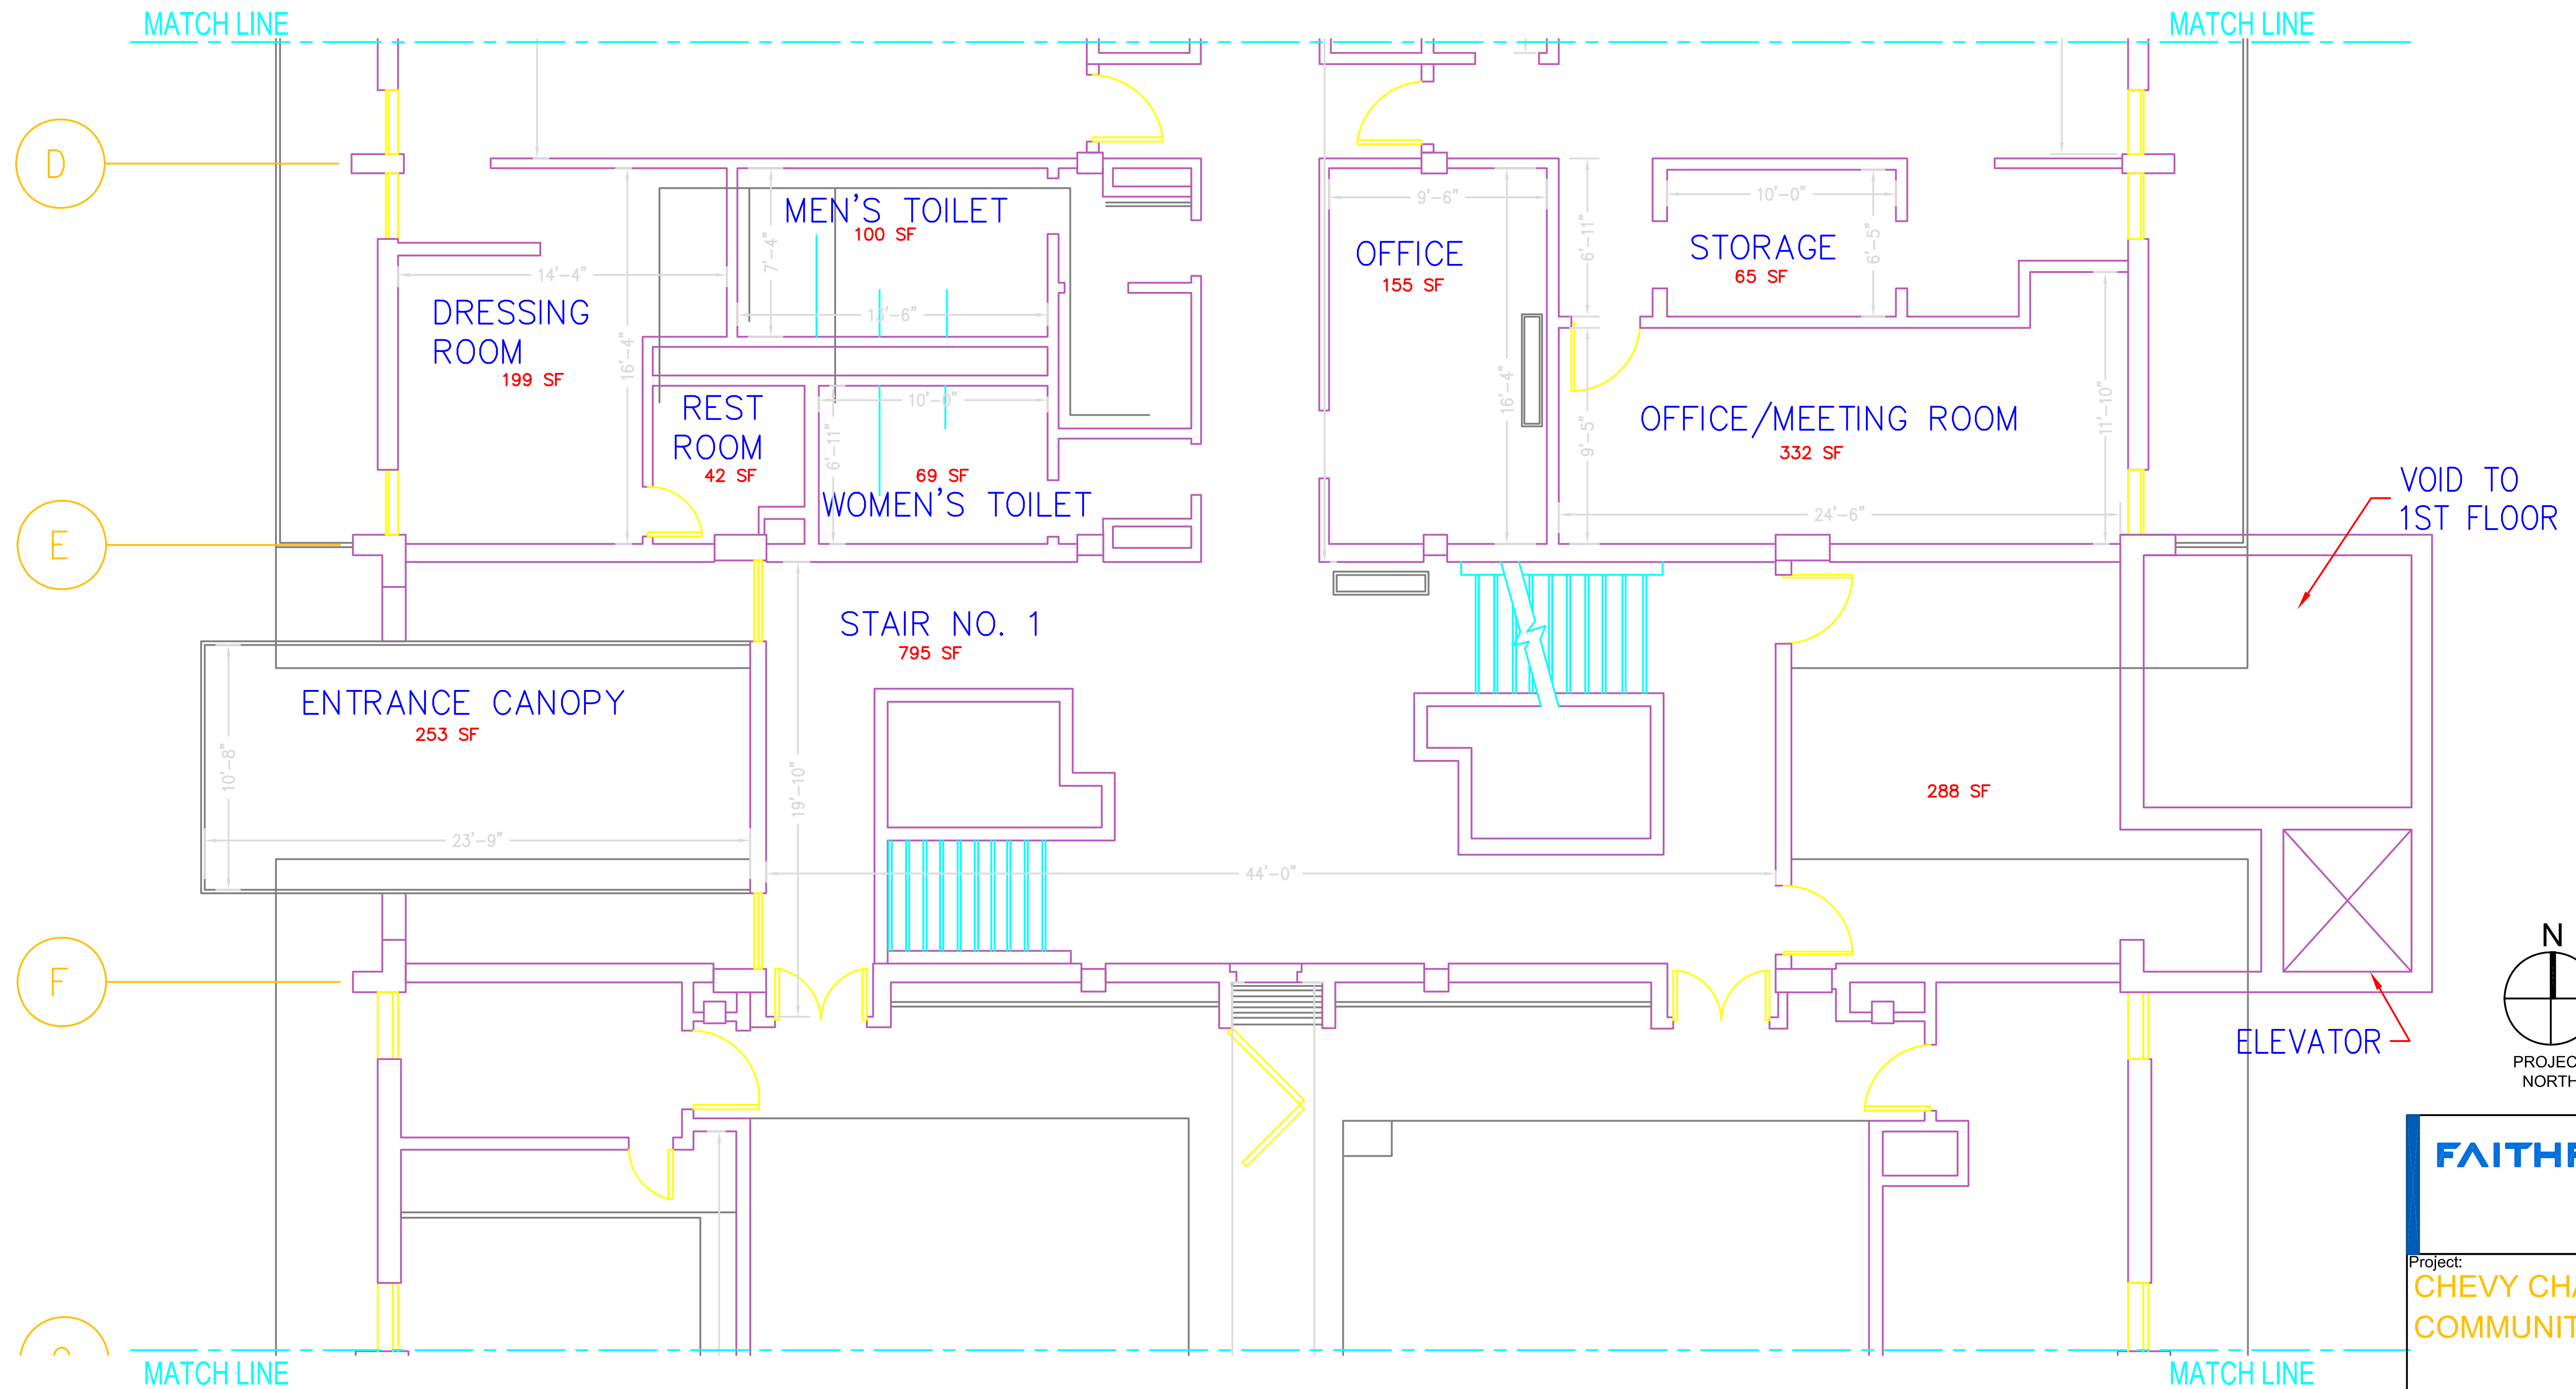 MATCH LINE
MATCH LINE
D
MEN'S TOILET
100 SF
7'-4"
13'-6"
14'-4"
DRESSING
ROOM
199 SF
16'-4"
REST
ROOM
42 SF
10'-0"
6'-11"
69 SF
WOMEN'S TOILET
9'-6"
OFFICE
155 SF
16'-4"
6'-11"
9'-5"
10'-0"
STORAGE
65 SF
6'-5"
OFFICE/MEETING ROOM
332 SF
11'-10"
24'-6"
VOID TO
1ST FLOOR
E
STAIR NO. 1
795 SF
ENTRANCE CANOPY
253 SF
10'-8"
23'-9"
19'-10"
44'-0"
288 SF
F
ELEVATOR
N
NORTH
Project:
CHEVY
MATCH LINE
MATCH LINE